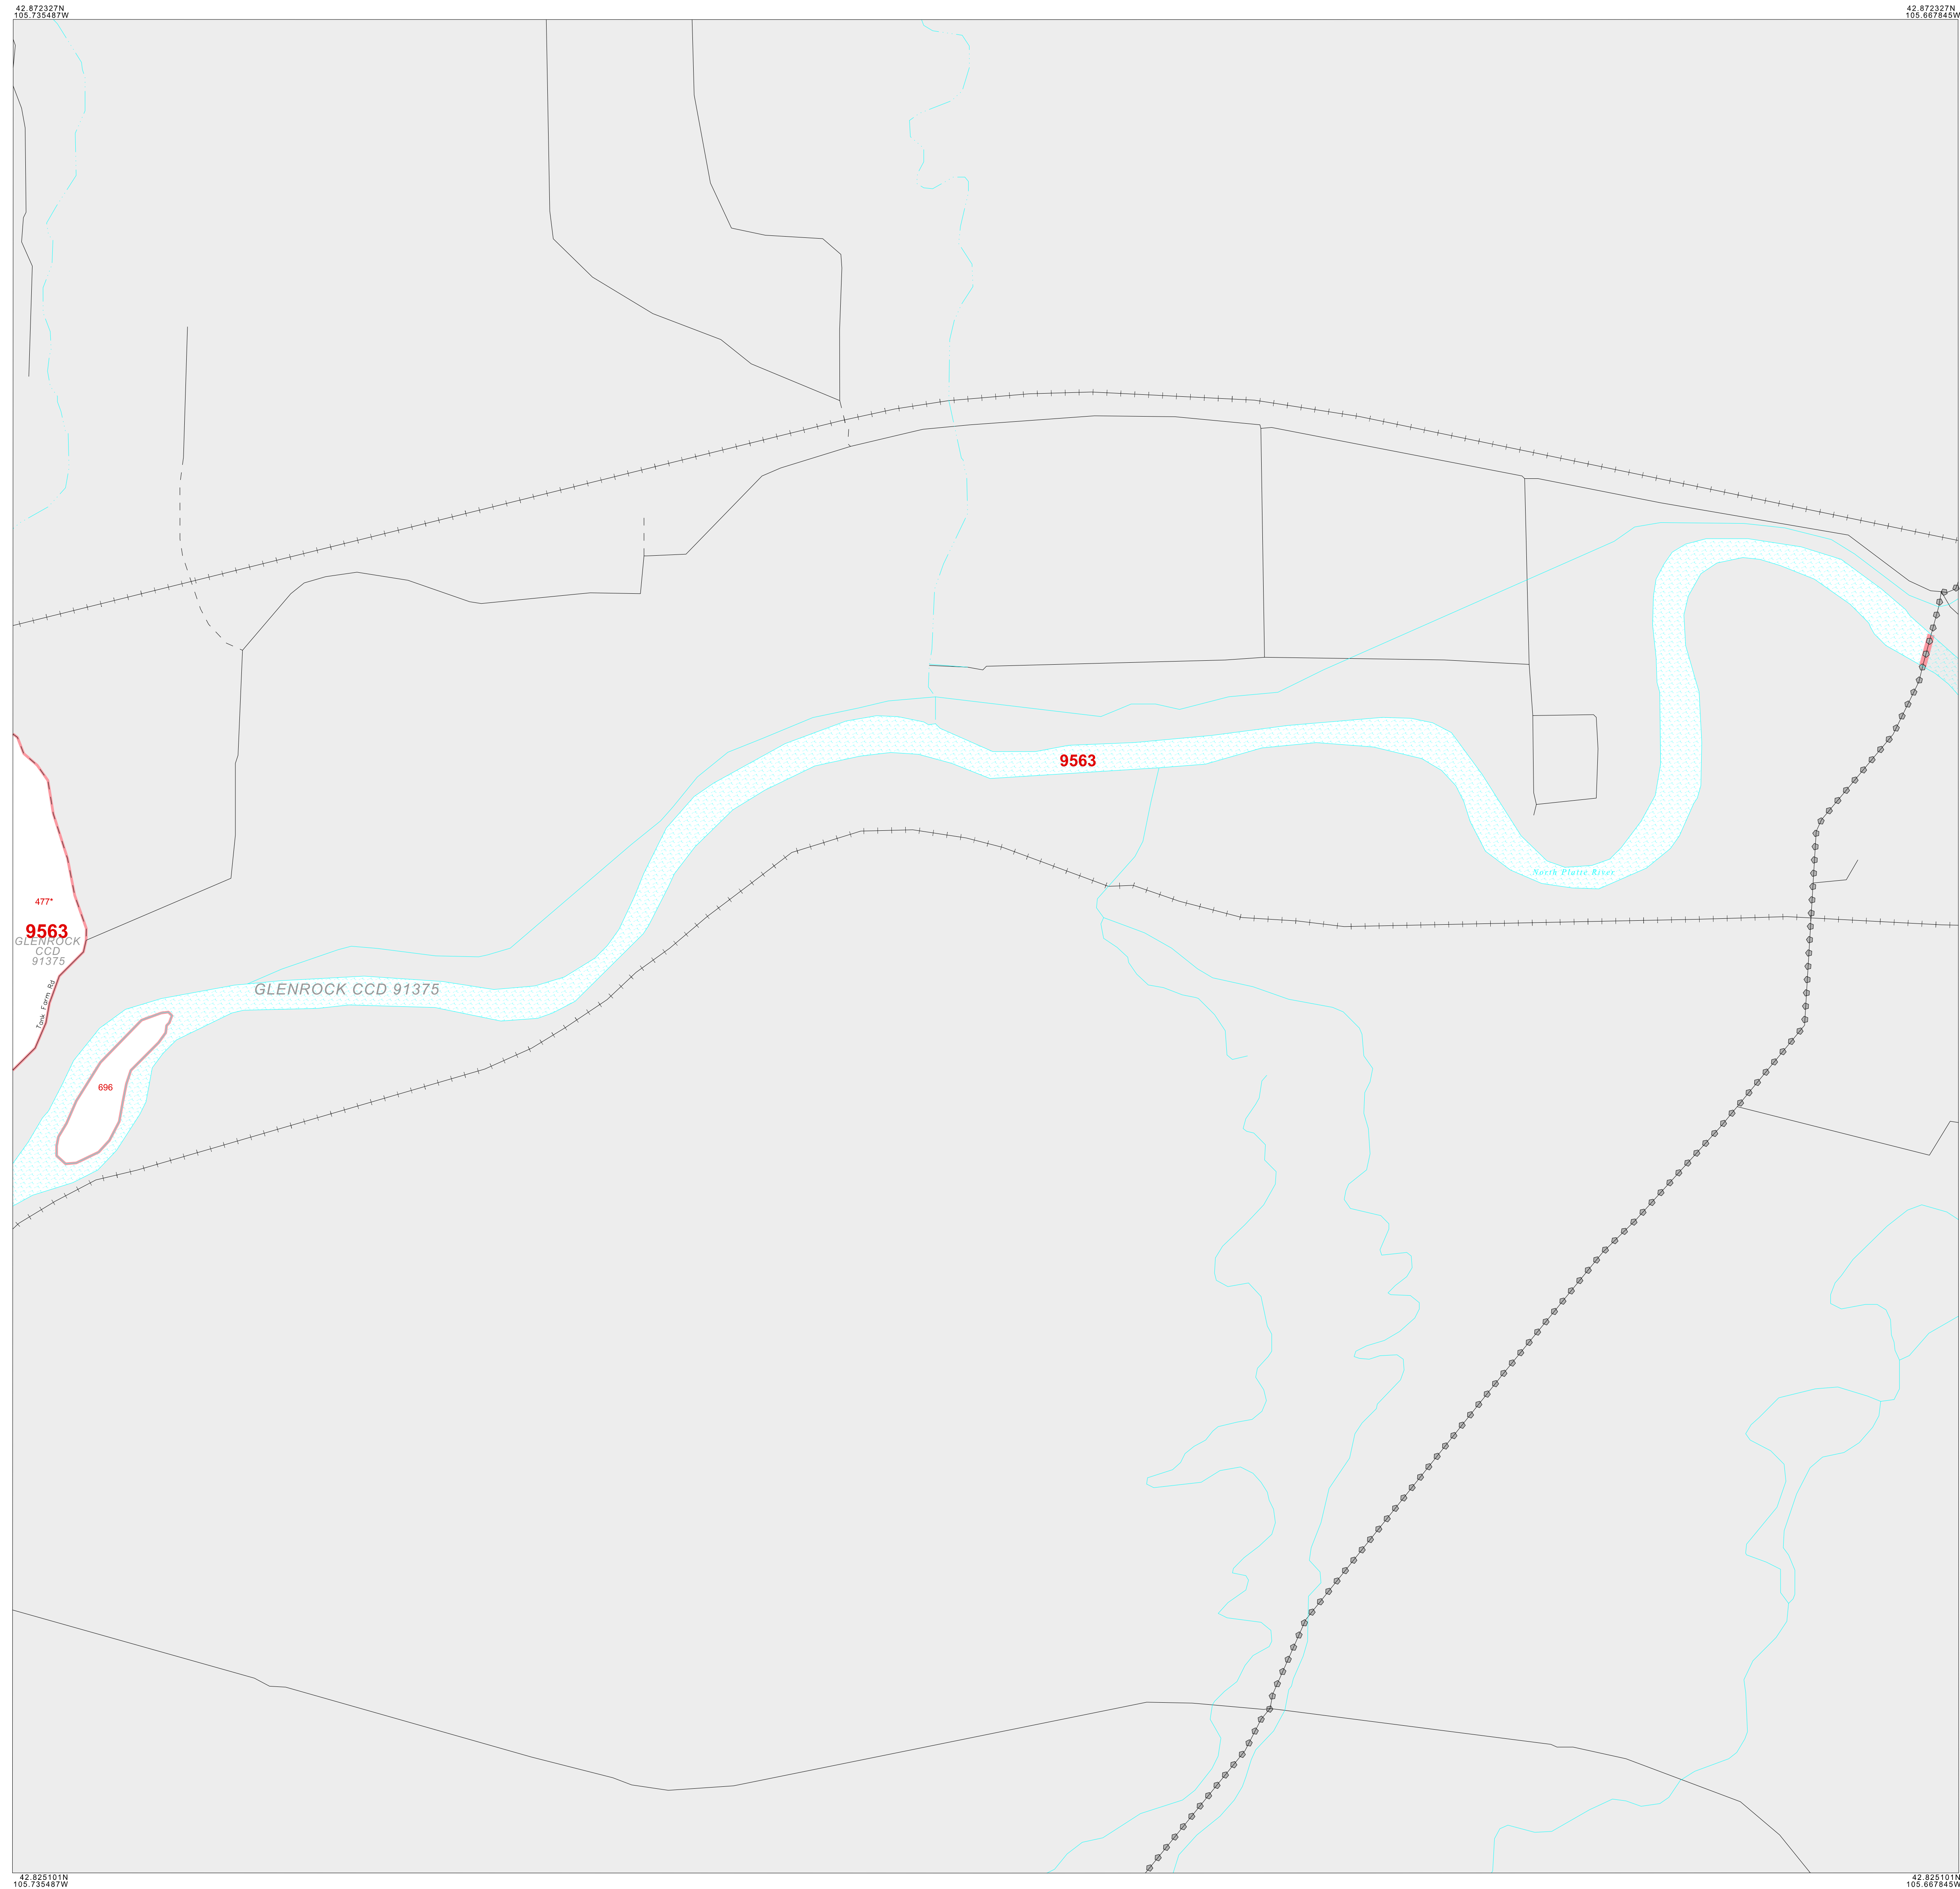 42.872327N
105.735487W
42.872327N
105.667845W
9563
North Platte River
477*
9563
GLENROCK
CCD
91375
GLENROCK CCD 91375
Tank Farm Rd
696
42.825101N
105.735487W
42.825101N
105.667845W